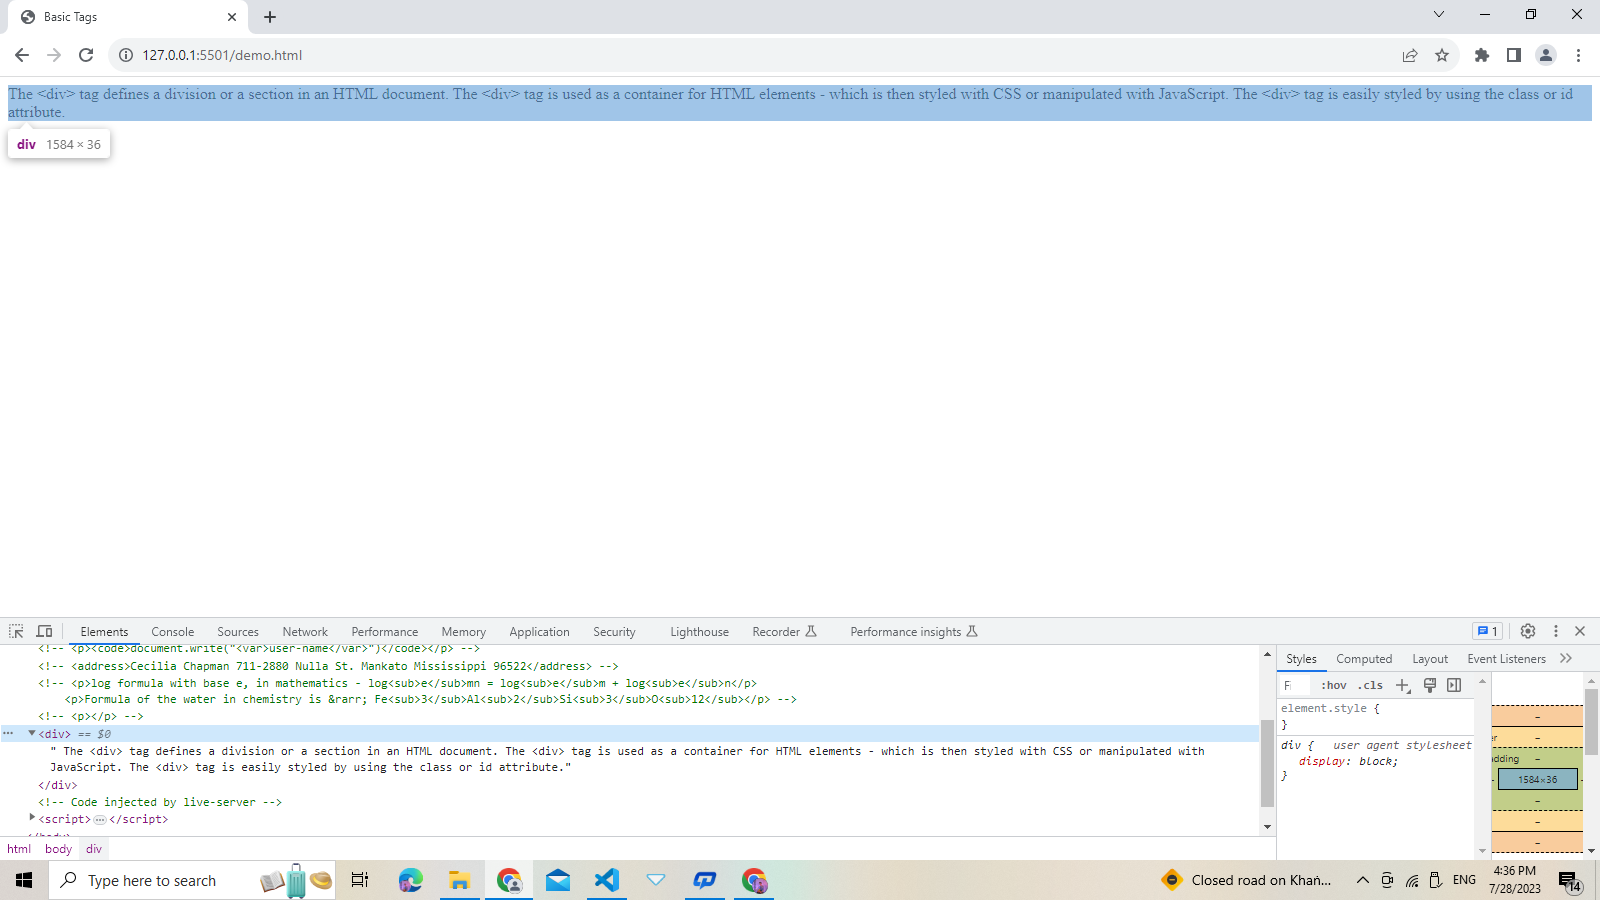 Basic Tags
127.0.0.1:5501/demo.html
The <div> tag defines a division or a section in an HTML document. The <div> tag is used as a container for HTML elements - which is then styled with CSS or manipulated with JavaScript. The <div> tag is easily styled by using the class or id
attribute.
div 1584 × 36
Elements Console Sources Network Performance Memory Application Security Lighthouse Recorder Performance insights 1
<!-- <p><code>document.write("<var>user-name</var>")</code></p> -->
<!-- <address>Cecilia Chapman 711-2880 Nulla St. Mankato Mississippi 96522</address> -->
<!-- <p>log formula with base e, in mathematics - log<sub>e</sub>mn = log<sub>e</sub>m + log<sub>e</sub>n</p>
<p>Formula of the water in chemistry is &rarr; Fe<sub>3</sub>Al<sub>2</sub>Si<sub>3</sub>O<sub>12</sub></p> -->
<!-- <p></p> -->
<div> == $0
" The <div> tag defines a division or a section in an HTML document. The <div> tag is used as a container for HTML elements - which is then styled with CSS or manipulated with
JavaScript. The <div> tag is easily styled by using the class or id attribute."
</div>
<!-- Code injected by live-server -->
<script>…</script>
</body>
html body div
Styles Computed Layout Event Listeners
:hov .cls
element.style {
}
div { user agent stylesheet
display: block;
}
1584×36
Type here to search
Closed road on Khaṅ...
ENG
4:36 PM
7/28/2023
14